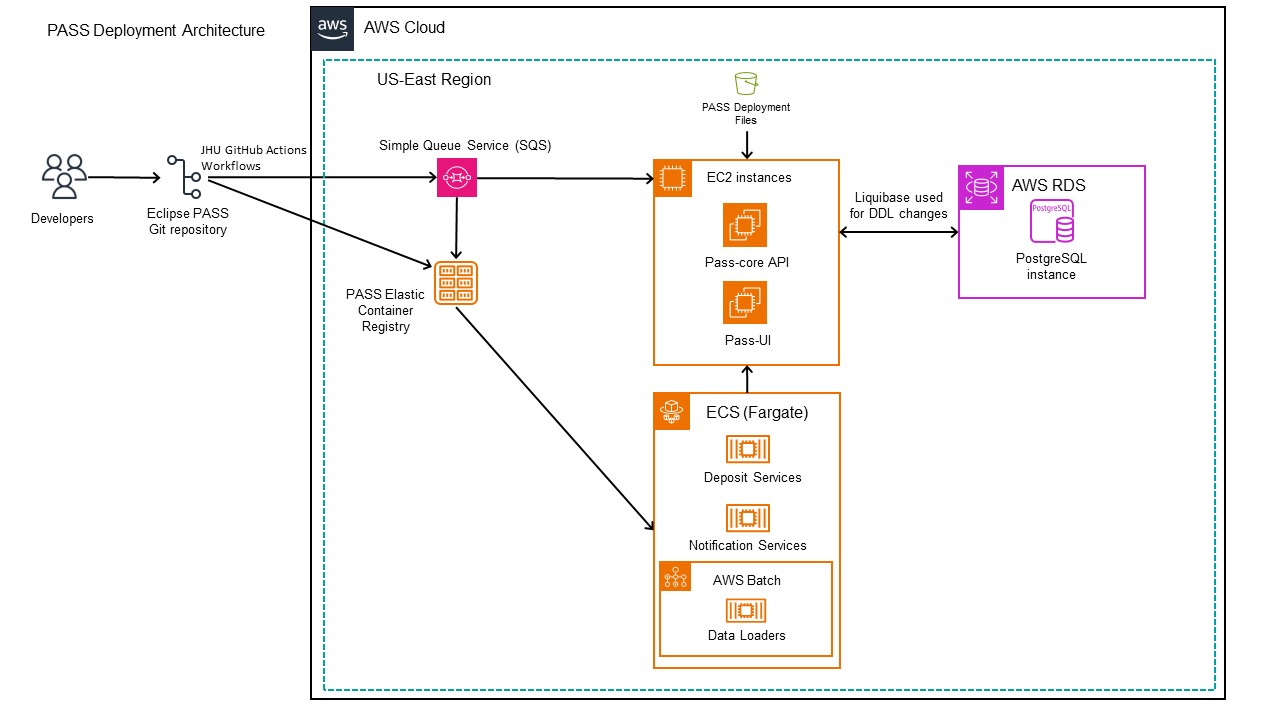 PASS Deployment Architecture
aws
AWS Cloud
US-East Region
PASS Deployment
Files
JHU GitHub Actions
Workflows
Simple Queue Service (SQS)
EC2 instances
Liquibase used
for DDL changes
AWS RDS
PostgreSQL
PostgreSQL
instance
Developers
Eclipse PASS
Git repository
Pass-core API
PASS Elastic
Container
Registry
Pass-UI
ECS (Fargate)
Deposit Services
Notification Services
AWS Batch
Data Loaders